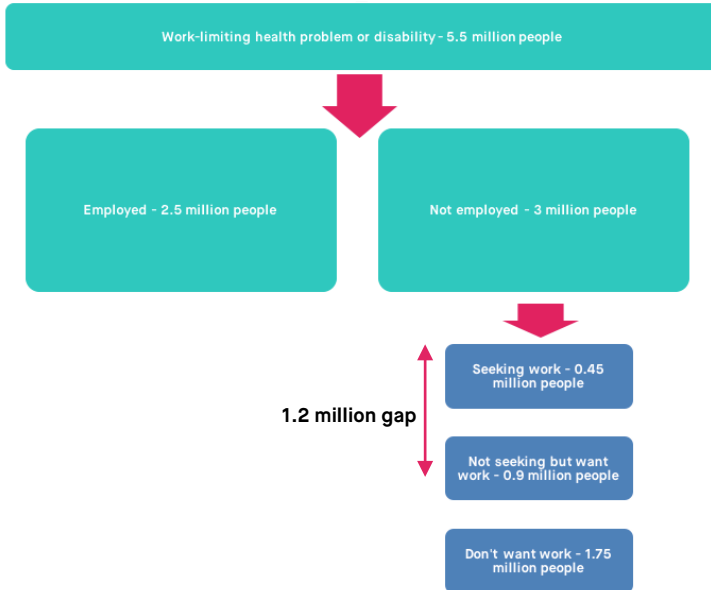 Work-limiting health problem or disability - 5.5 million people
Employed - 2.5 million people
Not employed - 3 million people
Seeking work - 0.45
million people
1.2 million gap
Not seeking but want
work - 0.9 million people
Don't want work - 1.75
million people